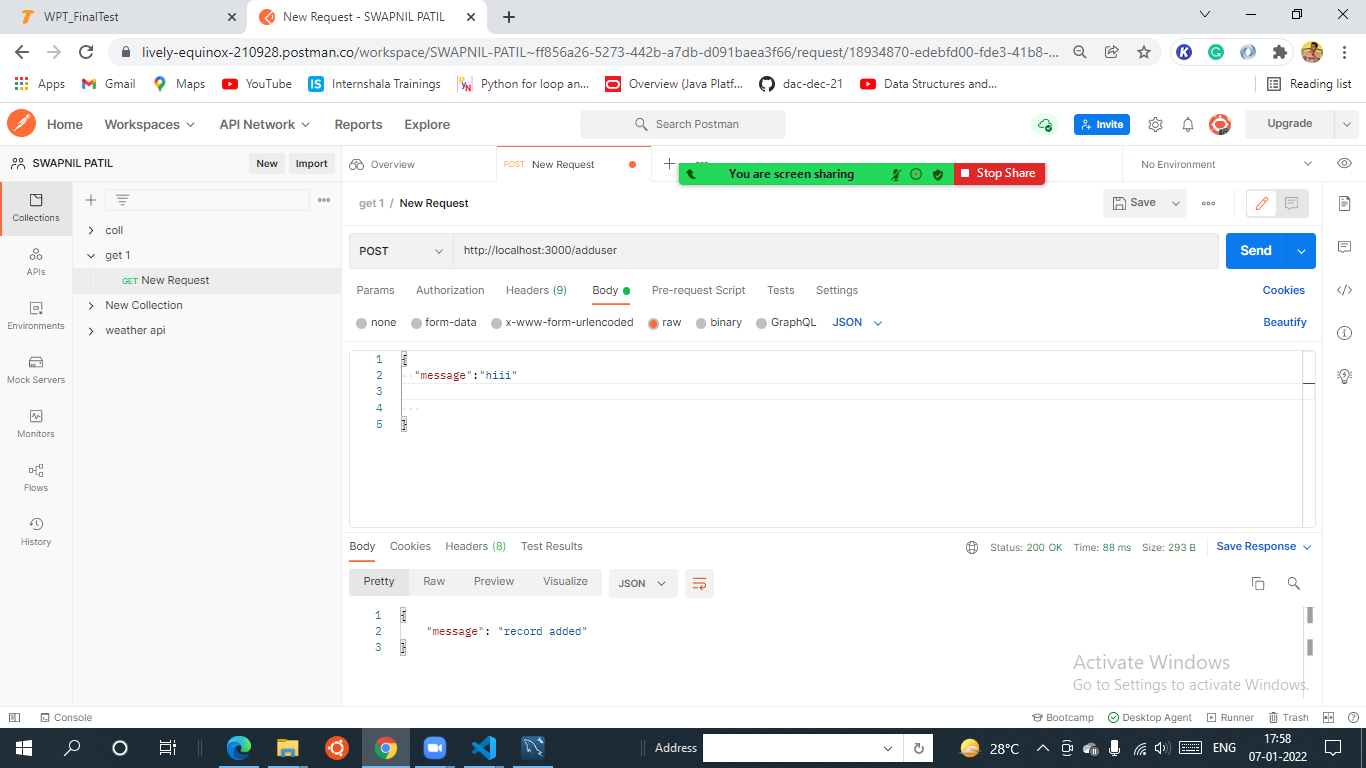 WPT_FinalTest
New Request - SWAPNIL PATIL
lively-equinox-210928.postman.co/workspace/SWAPNIL-PATIL~ff856a26-5273-442b-a7db-d091baea3f66/request/18934870-edebfd00-fde3-41b8-...
Apps
Gmail
Maps
YouTube
Internshala Trainings
Python for loop an...
Overview (Java Platf...
dac-dec-21
Data Structures and...
Reading list
Home
Workspaces
API Network
Reports
Explore
Search Postman
Invite
Upgrade
SWAPNIL PATIL
New
Import
Overview
POST New Request
You are screen sharing
Stop Share
No Environment
Collections
APIs
Environments
Mock Servers
Monitors
Flows
History
coll
get 1
GET New Request
New Collection
weather api
get 1 / New Request
Save
POST
http://localhost:3000/adduser
Send
Params
Authorization
Headers (9)
Body
Pre-request Script
Tests
Settings
Cookies
none
form-data
x-www-form-urlencoded
raw
binary
GraphQL
JSON
Beautify
1 {
2 "message":"hiii"
3
4
5 }
Body
Cookies
Headers (8)
Test Results
Status: 200 OK
Time: 88 ms
Size: 293 B
Save Response
Pretty
Raw
Preview
Visualize
JSON
1 {
2 "message": "record added"
3 }
Activate Windows
Go to Settings to activate Windows.
Console
Bootcamp
Desktop Agent
Runner
Trash
Address
28°C
ENG
17:58
07-01-2022